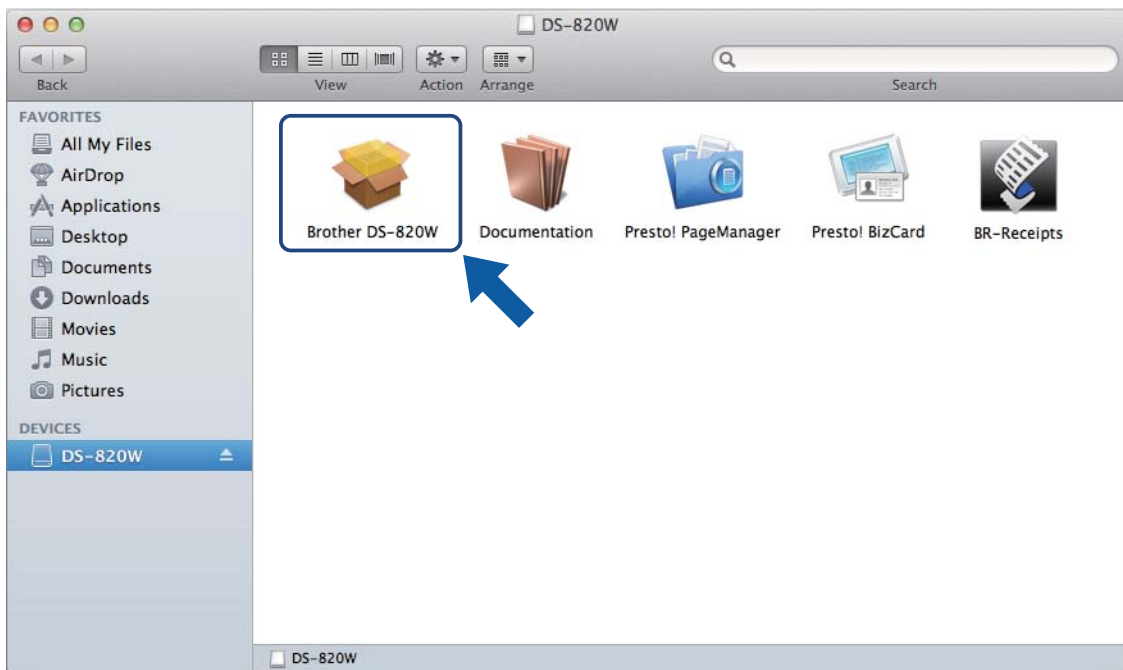 DS-820W
Back
View
Action
Arrange
Search
FAVORITES
All My Files
AirDrop
Applications
Desktop
Documents
Downloads
Movies
Music
Pictures
DEVICES
DS-820W
Brother DS-820W
Documentation
Presto! PageManager
Presto! BizCard
BR-Receipts
DS-820W